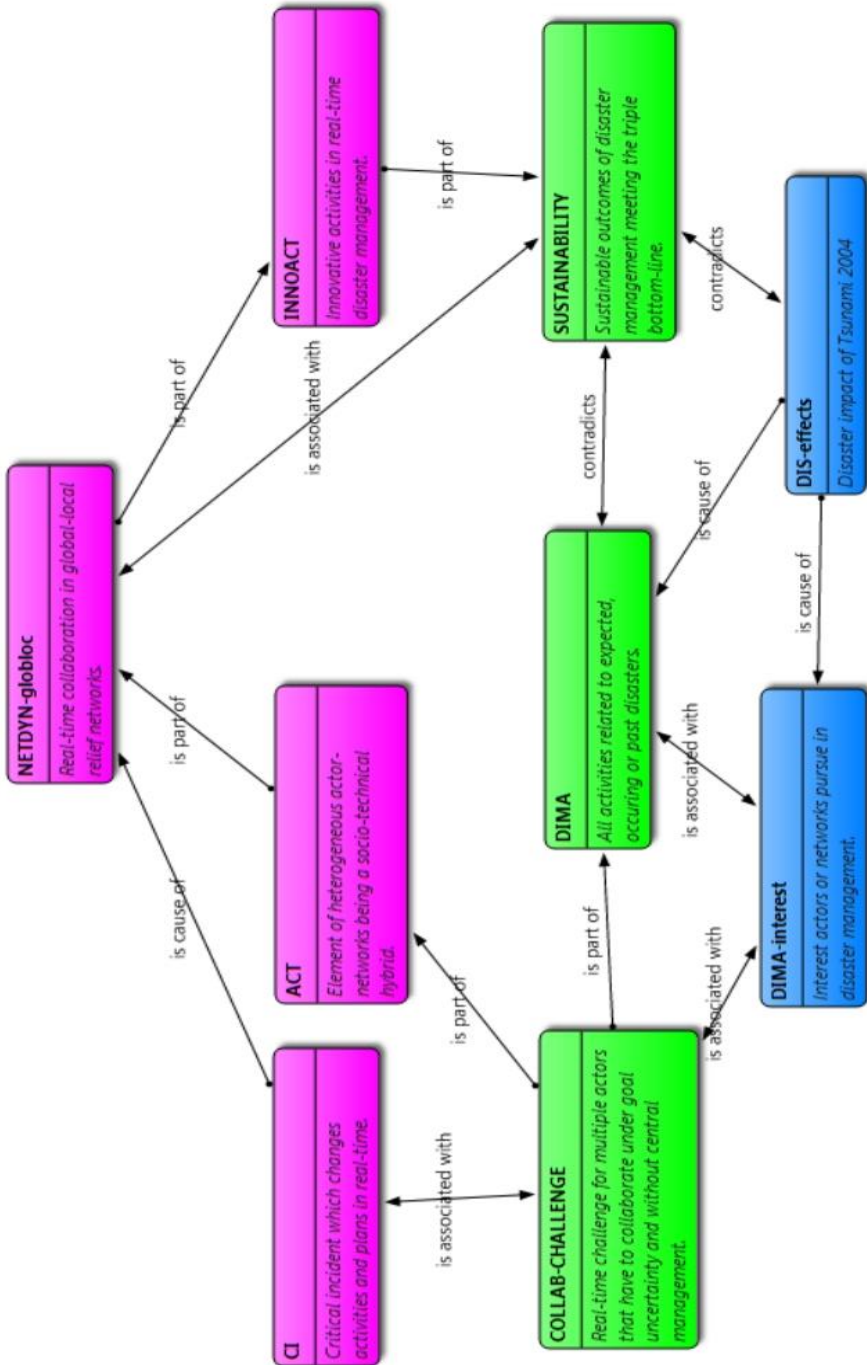 NETDYN-globloc
Real-time collaboration in global-local
relief networks.
is cause of
is part of
is part of
is associated with
CI
Critical incident which changes
activities and plans in real-time.
ACT
Element of heterogeneous actor-
networks being a socio-technical
hybrid.
INNOACT
Innovative activities in real-time
disaster management.
is associated with
is part of
is part of
COLLAB-CHALLENGE
Real-time challenge for multiple actors
that have to collaborate under goal
uncertainty and without central
management.
is part of
DIMA
All activities related to expected,
occuring or past disasters.
contradicts
SUSTAINABILITY
Sustainable outcomes of disaster
management meeting the triple
bottom-line.
is associated with
is associated with
is cause of
contradicts
DIMA-interest
Interest actors or networks pursue in
disaster management.
is cause of
DIS-effects
Disaster impact of Tsunami 2004